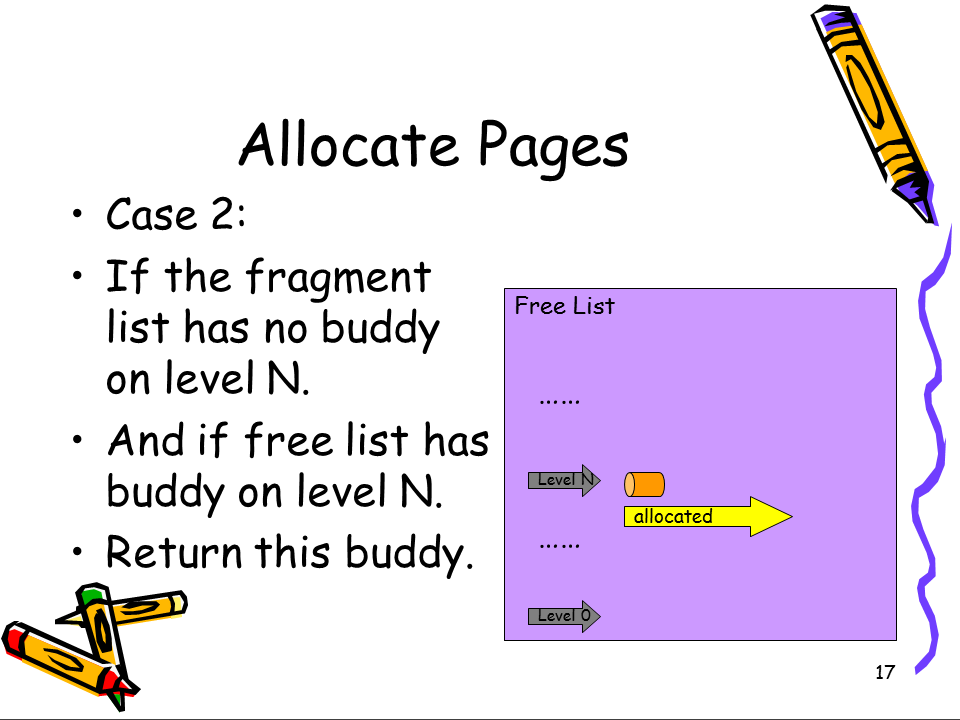 Allocate Pages
• Case 2:
• If the fragment
list has no buddy
on level N.
• And if free list has
buddy on level N.
• Return this buddy.
Free List
......
Level N
allocated
......
Level 0
17